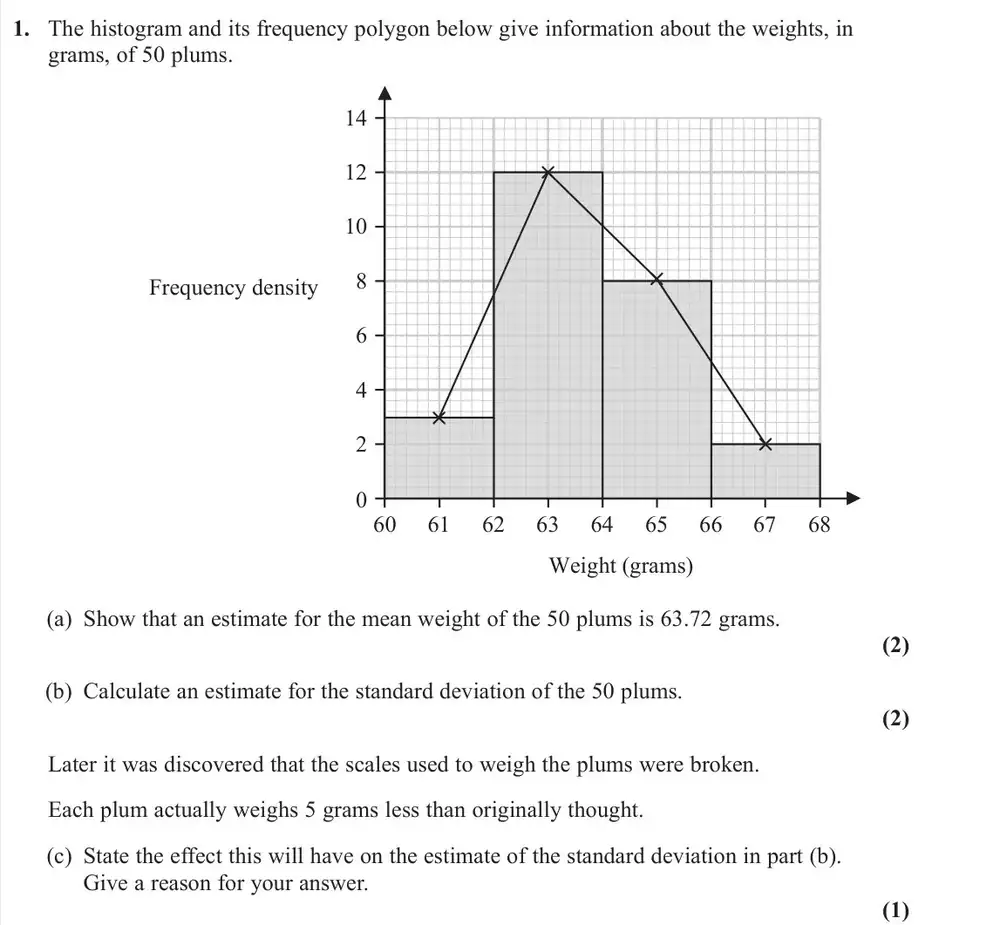 1. The histogram and its frequency polygon below give information about the weights, in
grams, of 50 plums.
14
12
10
Frequency density
8
6
4
2
0
60 61 62 63 64 65 66 67 68
Weight (grams)
(a) Show that an estimate for the mean weight of the 50 plums is 63.72 grams.
(2)
(b) Calculate an estimate for the standard deviation of the 50 plums.
(2)
Later it was discovered that the scales used to weigh the plums were broken.
Each plum actually weighs 5 grams less than originally thought.
(c) State the effect this will have on the estimate of the standard deviation in part (b).
Give a reason for your answer.
(1)